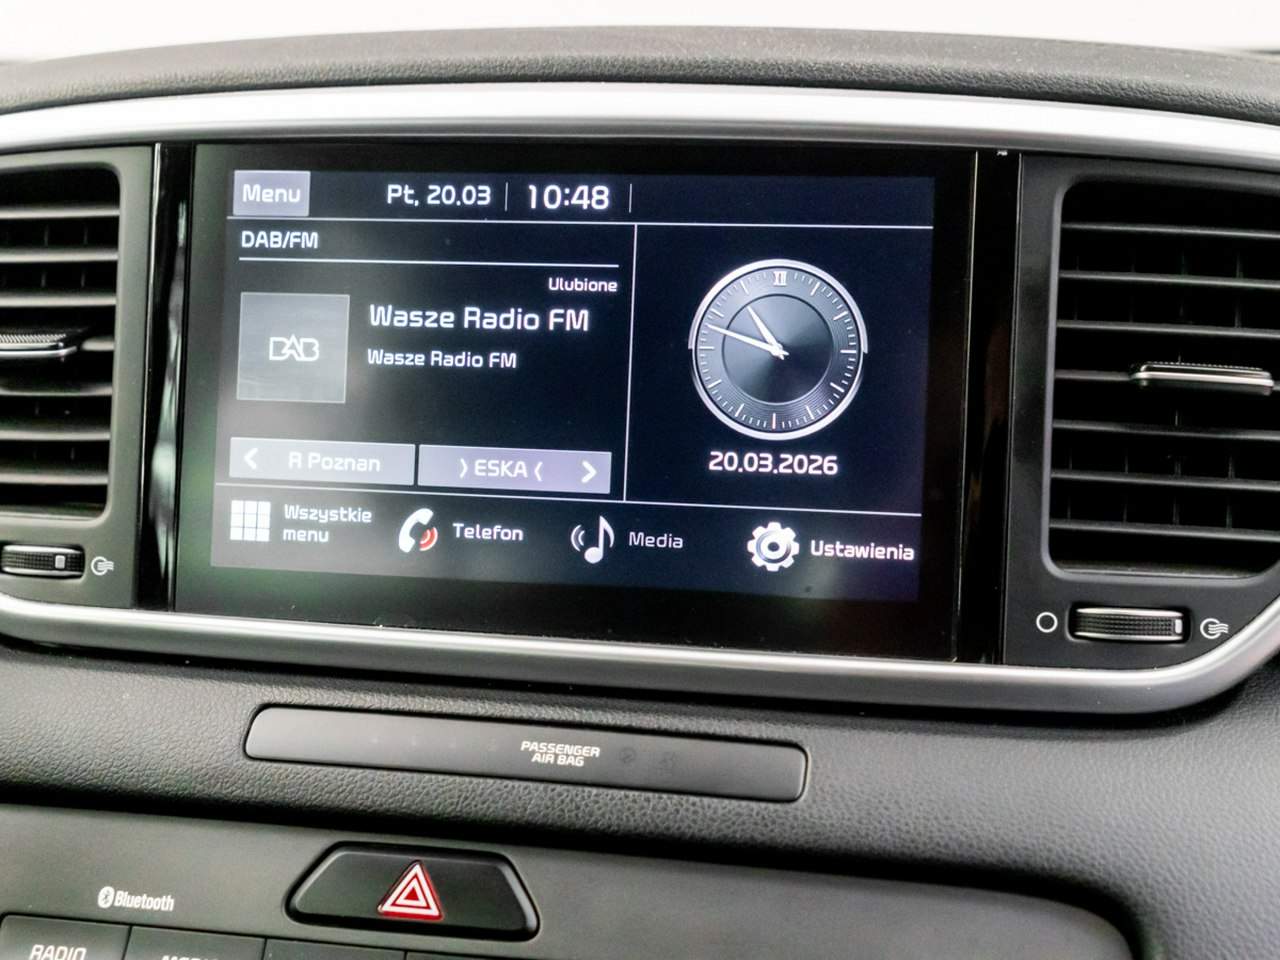 Menu
Pt, 20.03
10:48
DAB/FM
Ulubione
Wasze Radio FM
DAB
Wasze Radio FM
XII
20.03.2026
R Poznan
ESKA
Wszystkie
menu
Telefon
Media
Ustawienia
PASSENGER
AIR BAG
Bluetooth
RADIO